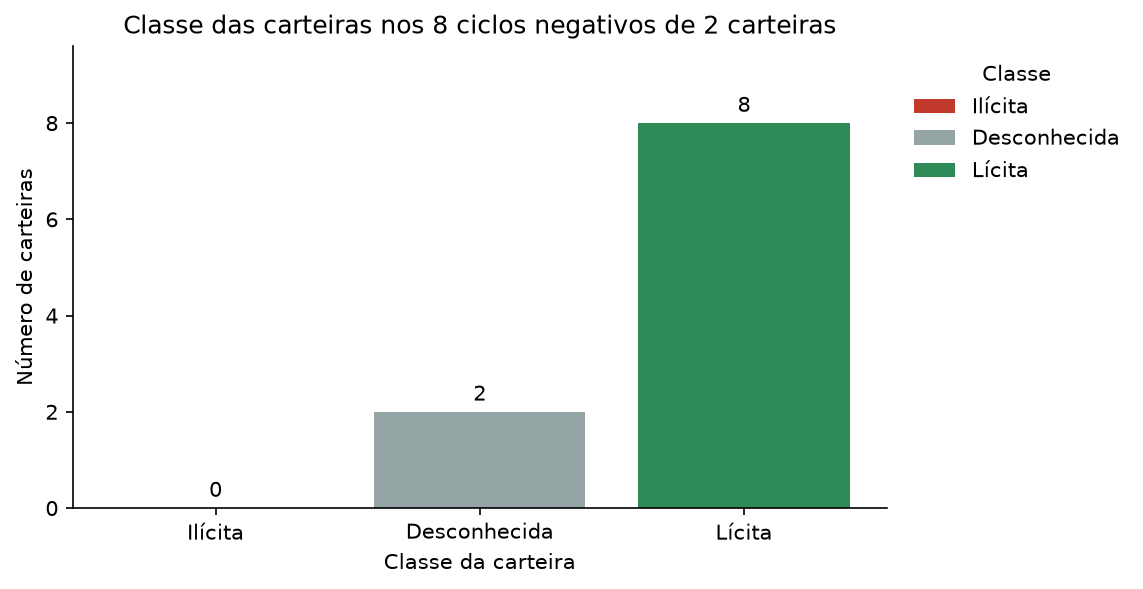 Classe das carteiras nos 8 ciclos negativos de 2 carteiras
Número de carteiras
8
6
4
2
0
0
2
8
Ilícita
Desconhecida
Lícita
Classe da carteira
Classe
Ilícita
Desconhecida
Lícita